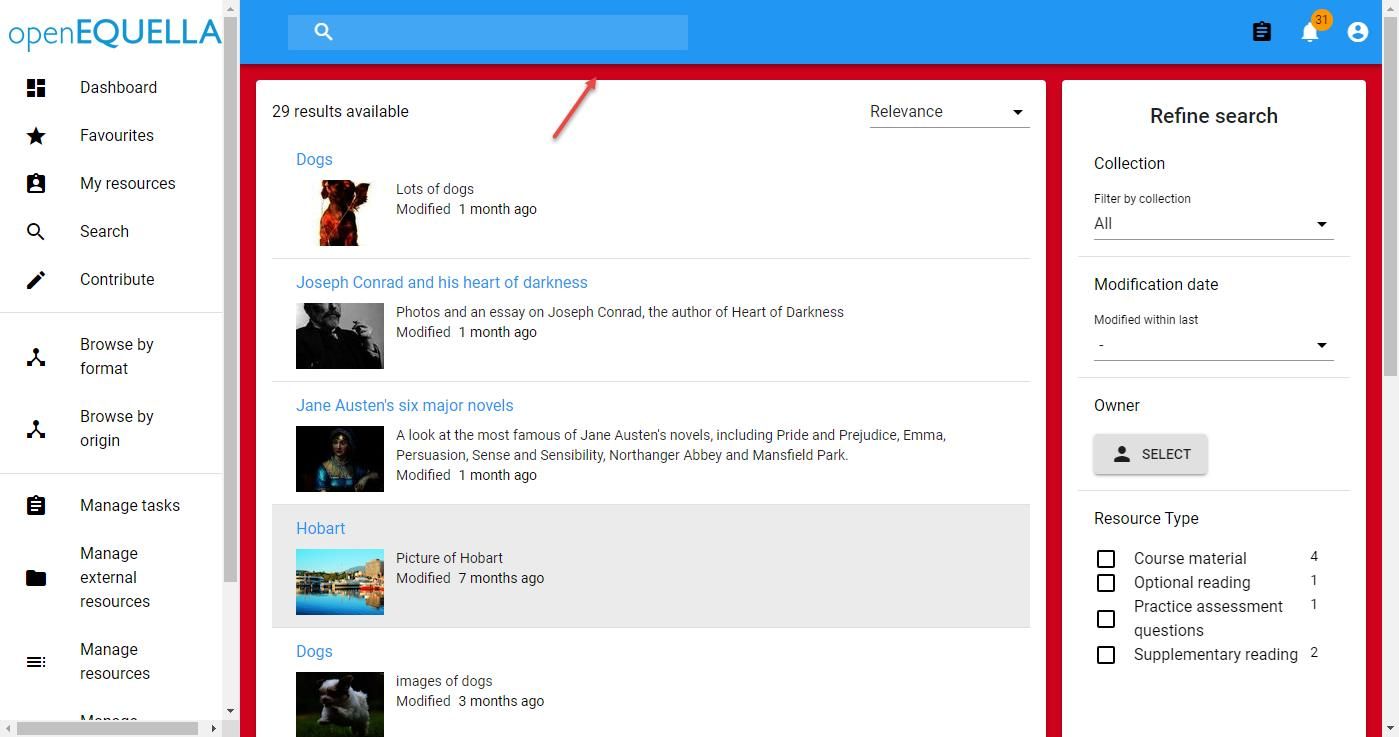 openEQUELLA
Dashboard
Favourites
My resources
Search
Contribute
Browse by
format
Browse by
origin
Manage tasks
Manage
external
resources
Manage
resources
31
29 results available
Relevance
Dogs
Lots of dogs
Modified 1 month ago
Joseph Conrad and his heart of darkness
Photos and an essay on Joseph Conrad, the author of Heart of Darkness
Modified 1 month ago
Jane Austen's six major novels
A look at the most famous of Jane Austen's novels, including Pride and Prejudice, Emma,
Persuasion, Sense and Sensibility, Northanger Abbey and Mansfield Park.
Modified 1 month ago
Hobart
Picture of Hobart
Modified 7 months ago
Dogs
images of dogs
Modified 3 months ago
Refine search
Collection
Filter by collection
All
Modification date
Modified within last
-
Owner
SELECT
Resource Type
Course material 4
Optional reading 1
Practice assessment 1
questions
Supplementary reading 2